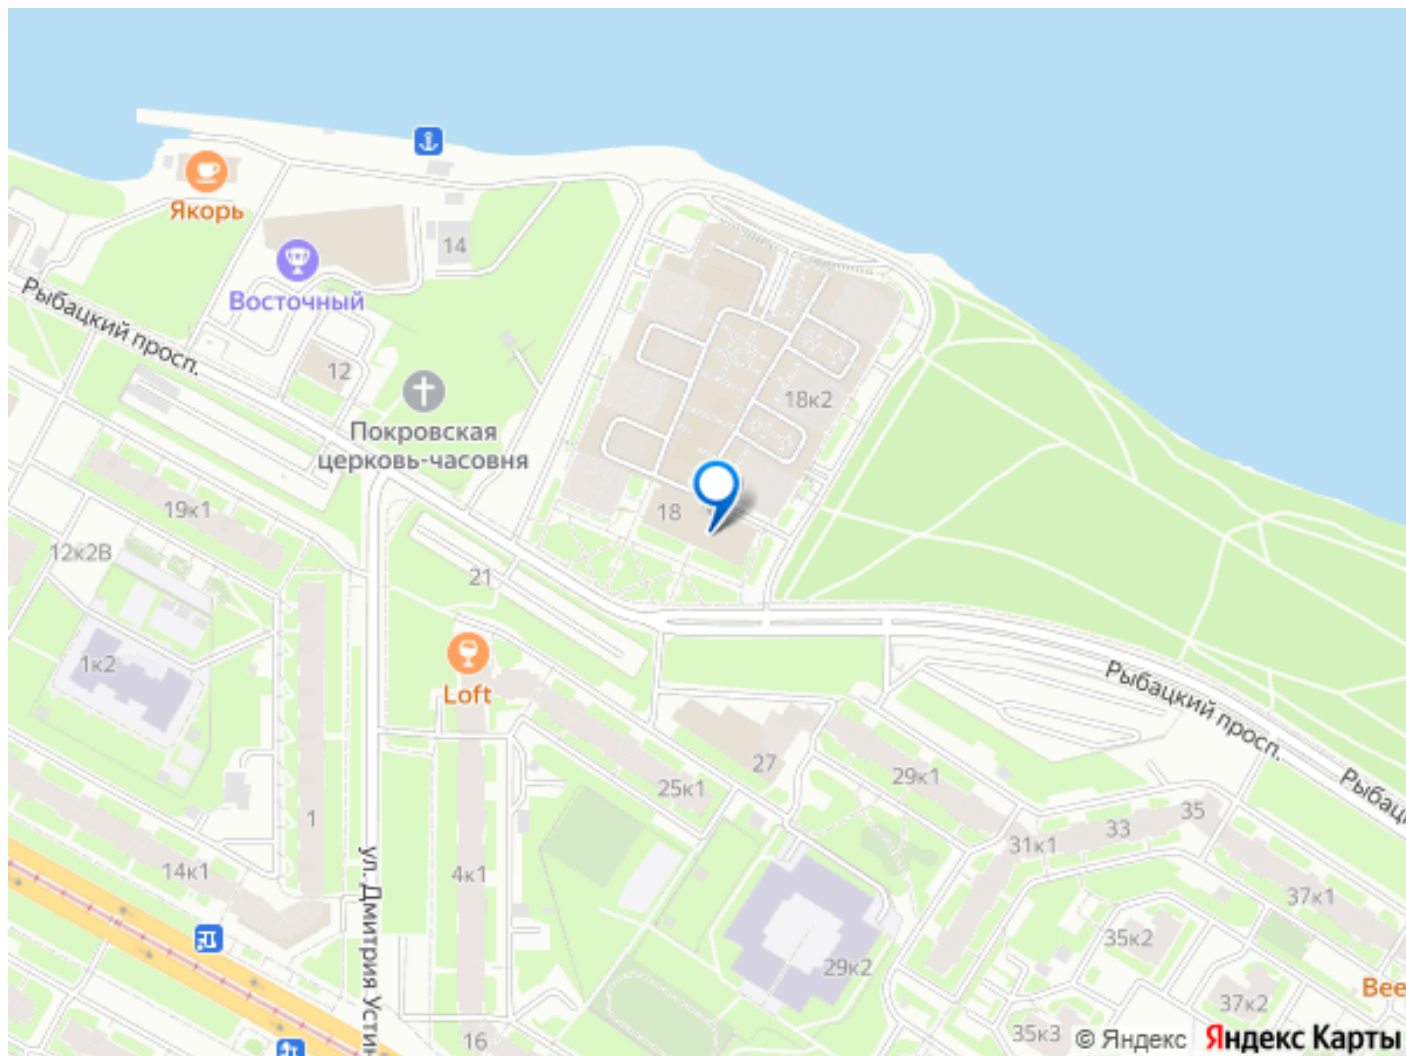 Якорь
14
Восточный
Рыбацкий просп.
12
Покровская
церковь-часовня
18к2
19к1
18
12к2В
21
1к2
Loft
Рыбацкий просп.
27
29к1
25к1
35
33
31к1
1
14к1
4к1
ул. Дмитрия Устин
37к1
35к2
29к2
37к2
35к3
16
Bee
Рыбац
© Яндекс
Яндекс Карты